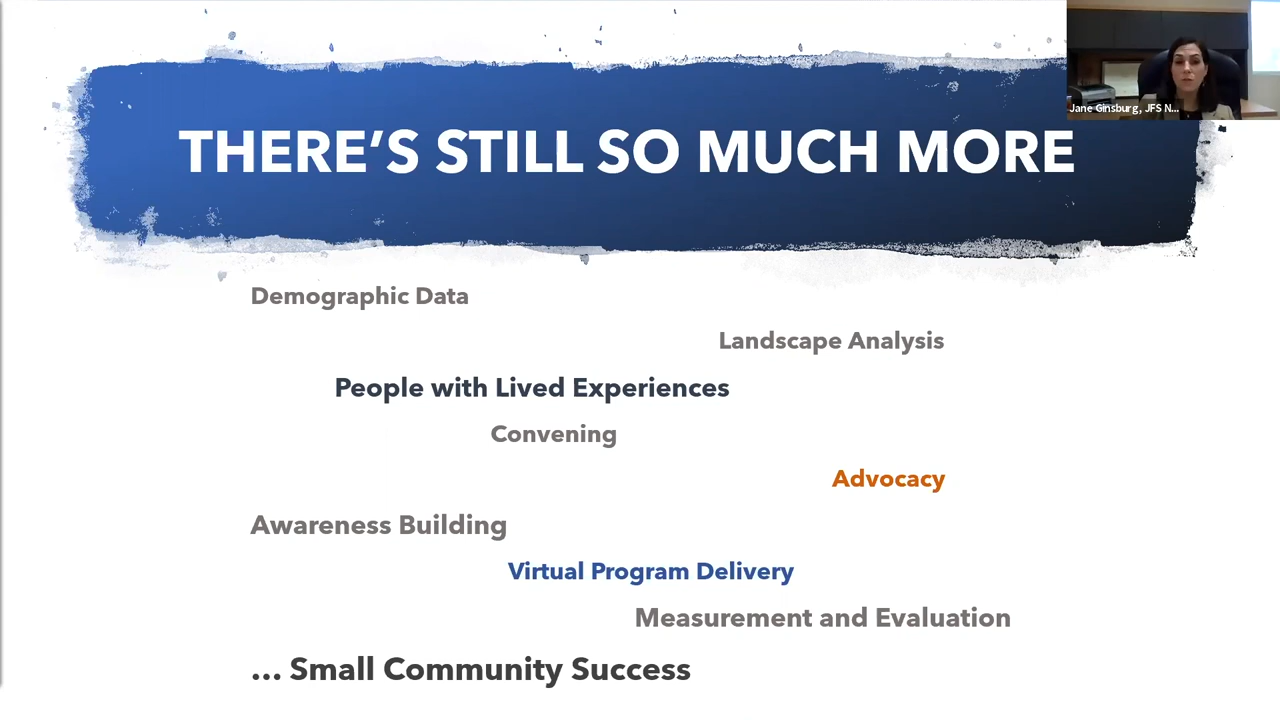 Jane Ginsburg, JFS N...
THERE'S STILL SO MUCH MORE
Demographic Data
Landscape Analysis
People with Lived Experiences
Convening
Advocacy
Awareness Building
Virtual Program Delivery
Measurement and Evaluation
... Small Community Success